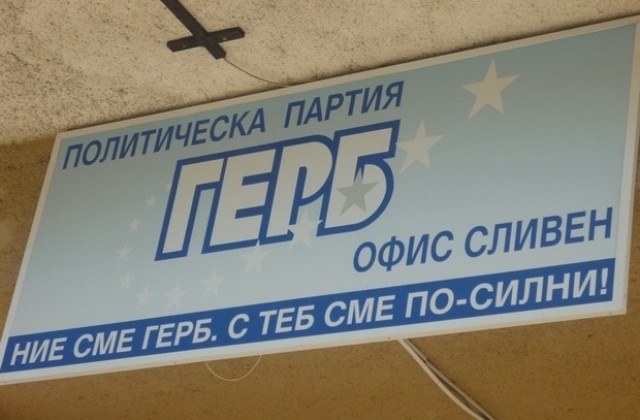 ПОЛИТИЧЕСКА ПАРТИЯ
ГЕРБ
ОФИС СЛИВЕН
НИЕ СМЕ ГЕРБ. С ТЕБ СМЕ ПО-СИЛНИ!